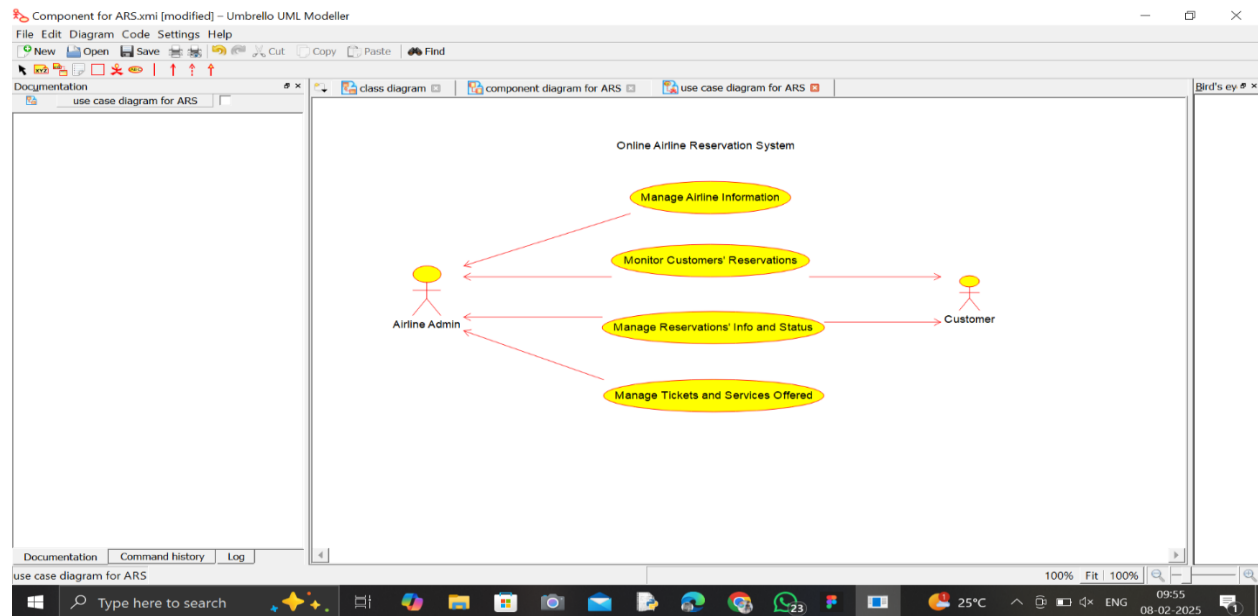 Component for ARS.xmi [modified] – Umbrello UML Modeller
File Edit Diagram Code Settings Help
New Open Save Cut Copy Paste Find
Documentation
class diagram component diagram for ARS use case diagram for ARS
Bird's ey
use case diagram for ARS
Online Airline Reservation System
Manage Airline Information
Monitor Customers' Reservations
Airline Admin
Customer
Manage Reservations' Info and Status
Manage Tickets and Services Offered
Documentation Command history Log
use case diagram for ARS
100% Fit 100%
Type here to search
23
25°C
ENG
09:55
08-02-2025